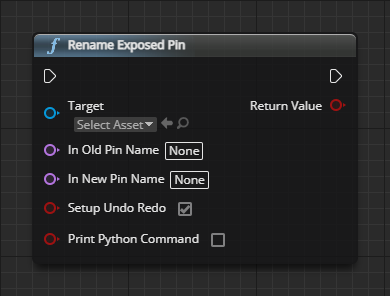 f Rename Exposed Pin
Target
Select Asset
Return Value
In Old Pin Name None
In New Pin Name None
Setup Undo Redo
Print Python Command